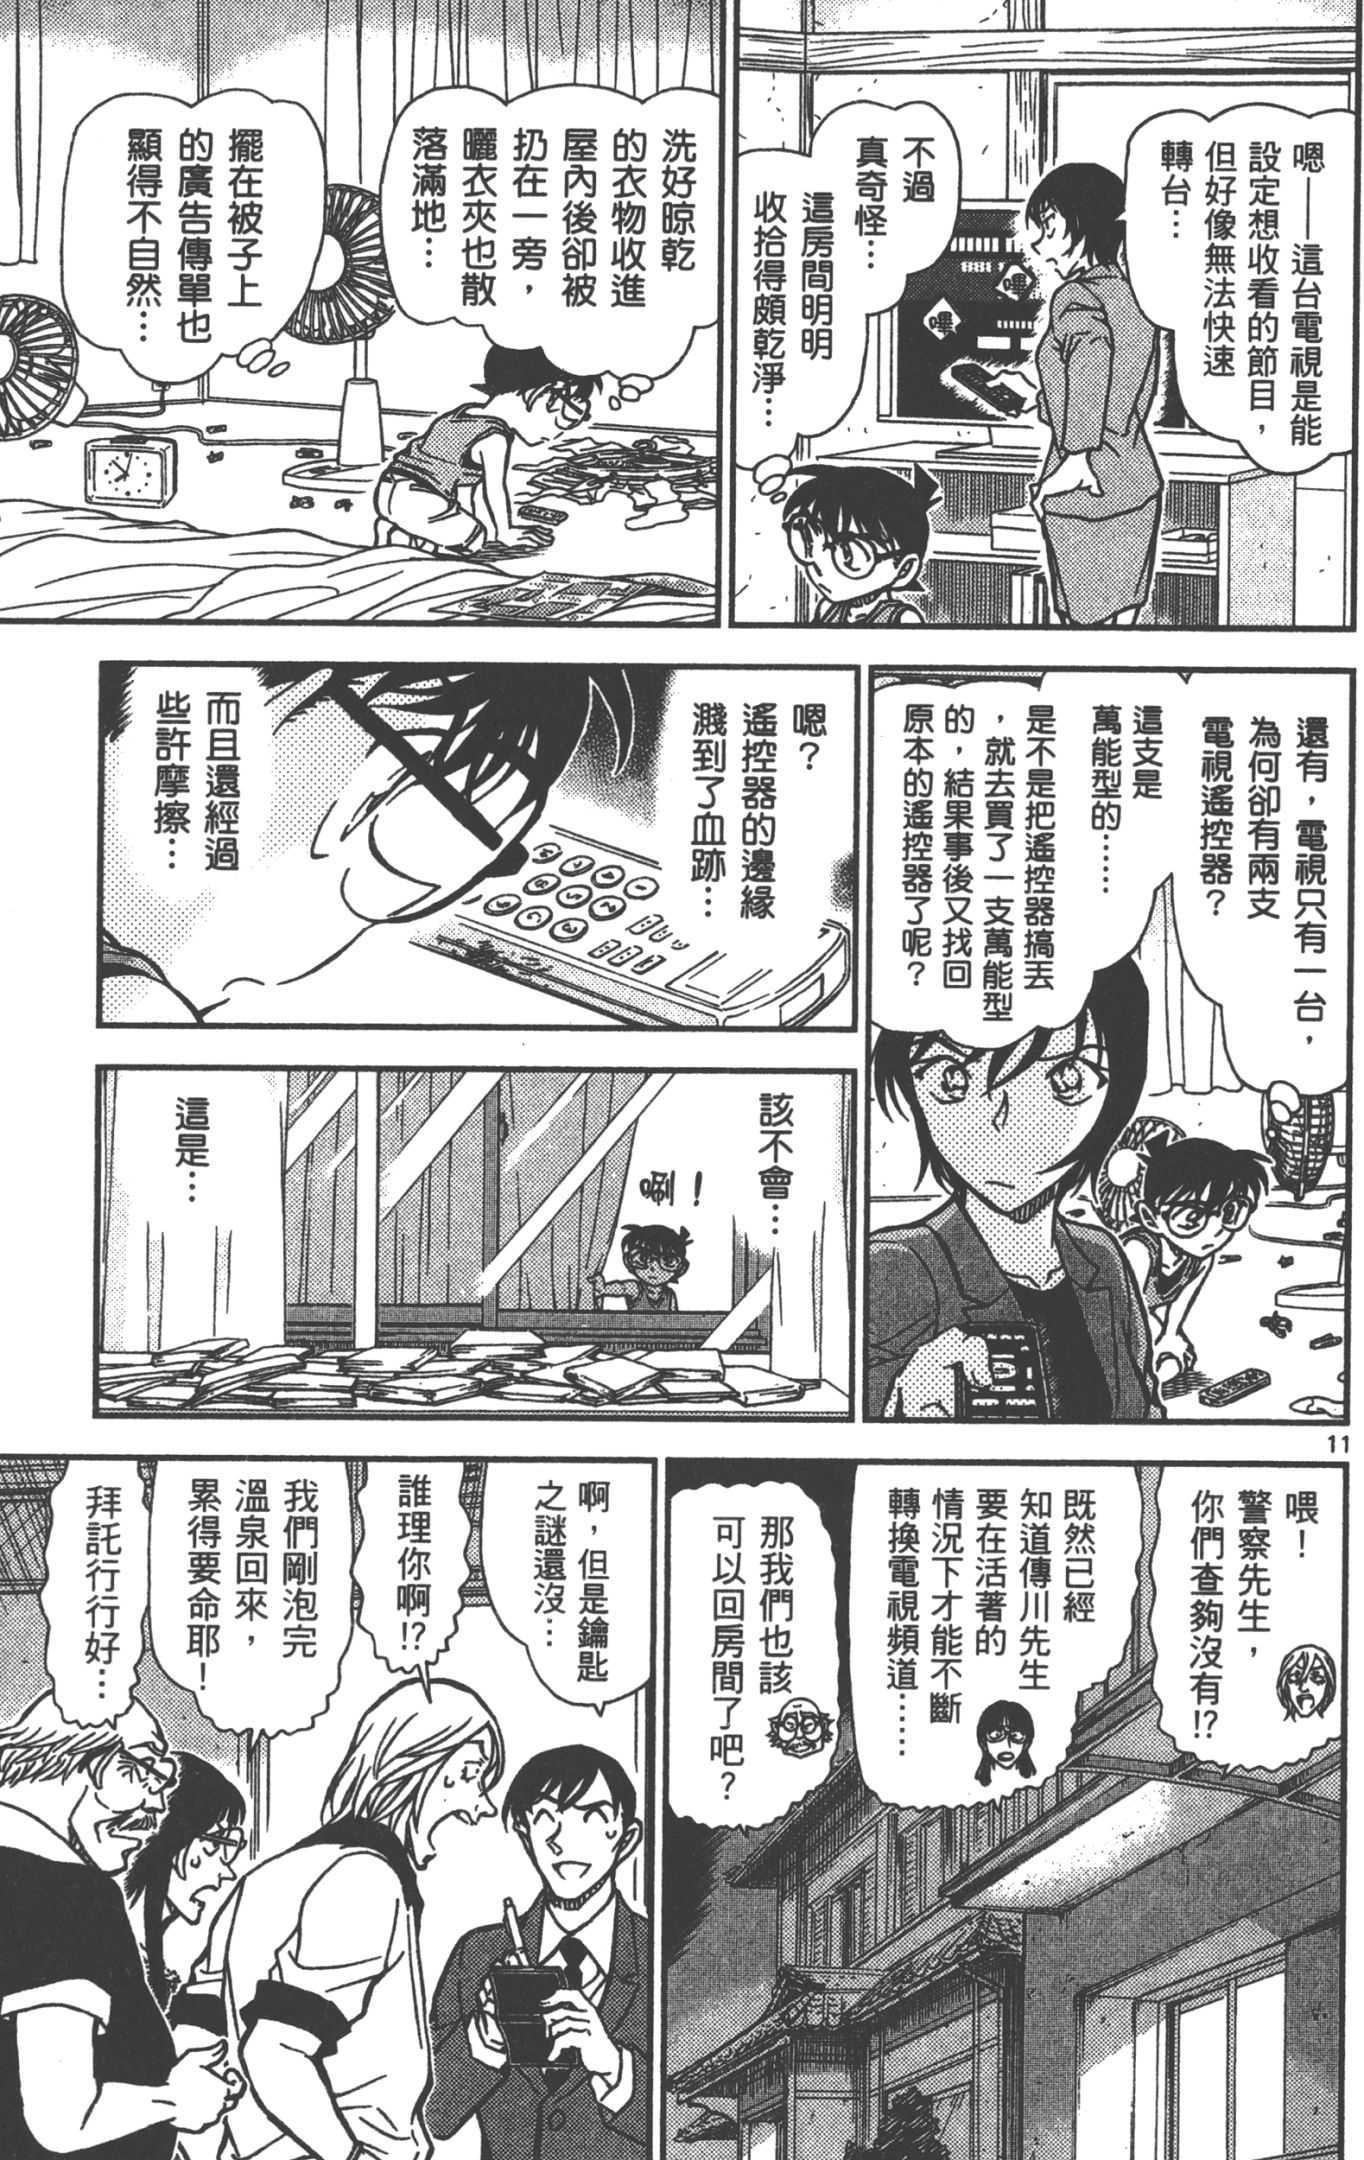 嗯——這台電視是能
設定想收看的節目，
但好像無法快速
轉台…
嗶
嗶
不過
真奇怪…
這房間明明
收拾得頗乾淨…
洗好晾乾
的衣物收進
屋內後卻被
扔在一旁，
曬衣夾也散
落滿地…
擺在被子上
的廣告傳單也
顯得不自然…
還有，電視只有一台，
為何卻有兩支
電視遙控器？
這支是
萬能型的……
是不是把遙控器搞丟
，就去買了一支萬能型
的，結果事後又找回
原本的遙控器了呢？
嗯？
遙控器的邊緣
濺到了血跡…
而且還經過
些許摩擦…
該不會…
唰！
這是…
11
喂！
警察先生，
你們查夠沒有!?
既然已經
知道傳川先生
要在活著的
情況下才能不斷
轉換電視頻道……
那我們也該
可以回房間了吧？
啊，但是鑰匙
之謎還沒…
誰理你啊!?
我們剛泡完
溫泉回來，
累得要命耶！
拜託行行好…